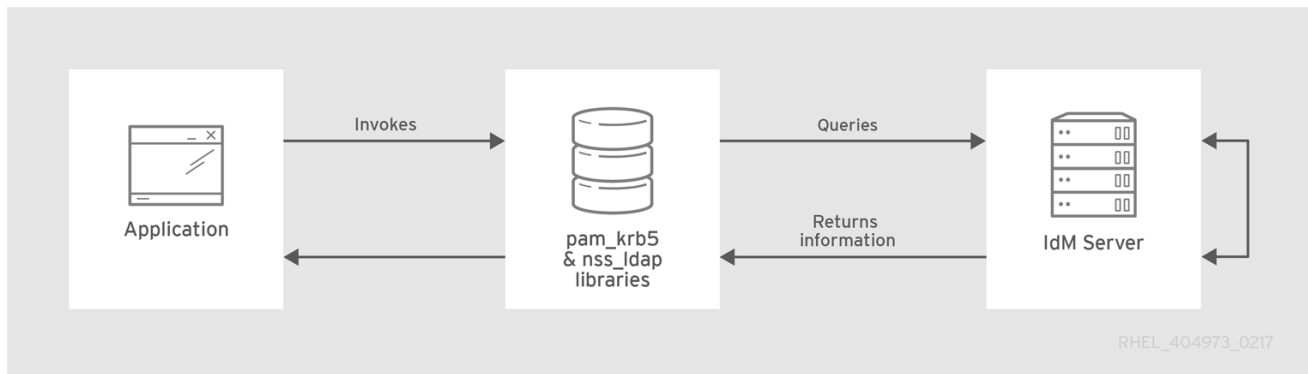 Invokes
Queries
Application
pam_krb5
& nss_ldap
libraries
Returns
information
IdM Server
RHEL_404973_0217